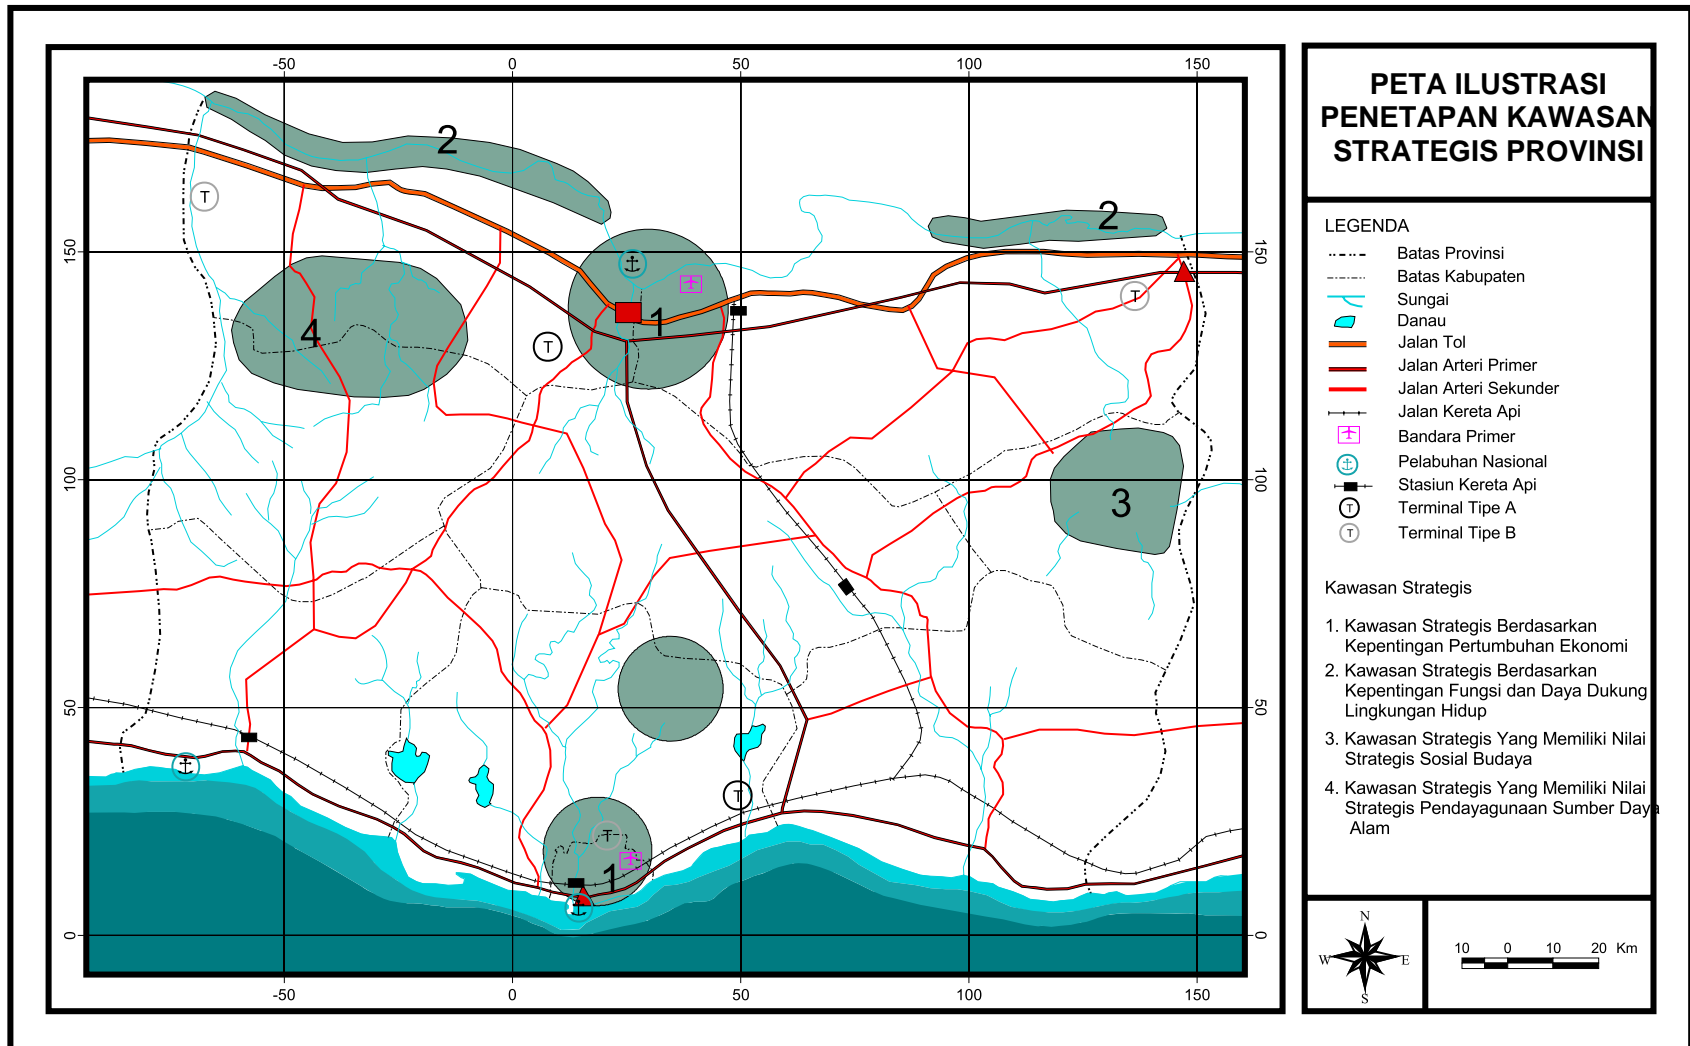 PETA ILUSTRASI
PENETAPAN KAWASAN
STRATEGIS PROVINSI
-50 0 50 100 150
2
2
150
150
4
1
T
T
T
100
100
3
50
50
T
T
1
0
0
-50 0 50 100 150
LEGENDA
Batas Provinsi
Batas Kabupaten
Sungai
Danau
Jalan Tol
Jalan Arteri Primer
Jalan Arteri Sekunder
Jalan Kereta Api
Bandara Primer
Pelabuhan Nasional
Stasiun Kereta Api
T Terminal Tipe A
T Terminal Tipe B
Kawasan Strategis
1. Kawasan Strategis Berdasarkan
Kepentingan Pertumbuhan Ekonomi
2. Kawasan Strategis Berdasarkan
Kepentingan Fungsi dan Daya Dukung
Lingkungan Hidup
3. Kawasan Strategis Yang Memiliki Nilai
Strategis Sosial Budaya
4. Kawasan Strategis Yang Memiliki Nilai
Strategis Pendayagunaan Sumber Daya
Alam
N
W E
S
10 0 10 20 Km